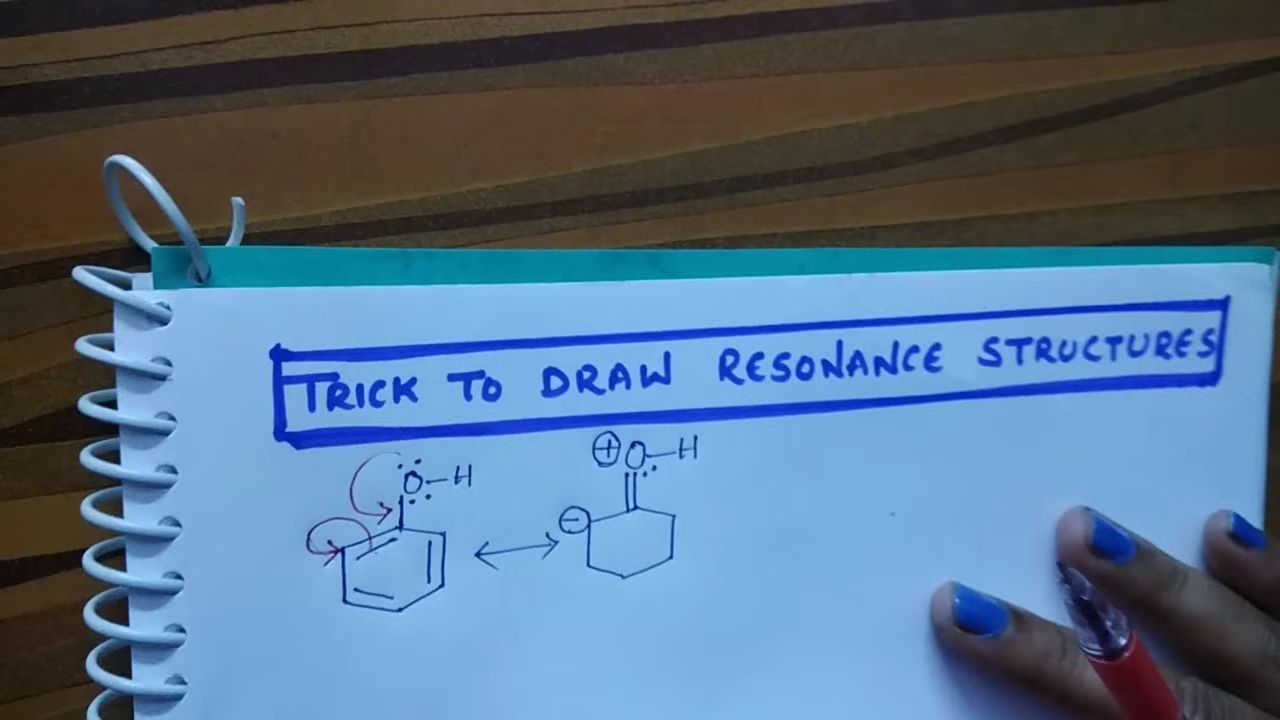 TRICK TO DRAW RESONANCE STRUCTURES
O-H
⊕ O-H
⊖